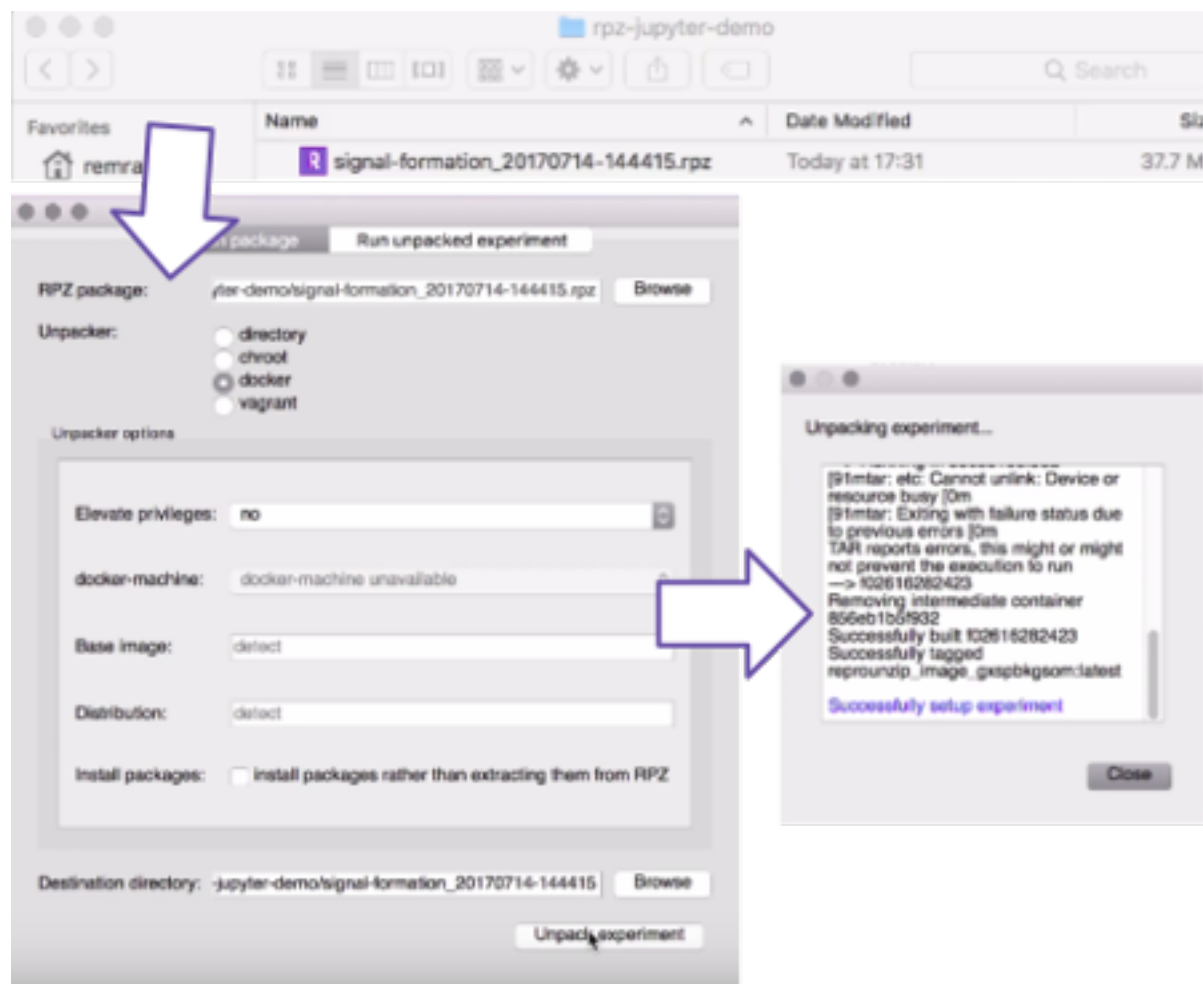 rpz-jupyter-demo
Search
Favorites
Name
Date Modified
Siz
remra
signal-formation_20170714-144415.rpz
Today at 17:31
37.7 M
package
Run unpacked experiment
RPZ package:
yter-demo/signal-formation_20170714-144415.rpz
Browse
Unpacker:
directory
chroot
docker
vagrant
Unpacker options
Elevate privileges:
no
docker-machine:
docker-machine unavailable
Base image:
detect
Distribution:
detect
Install packages:
install packages rather than extracting them from RPZ
Destination directory:
-jupyter-demo/signal-formation_20170714-144415
Browse
Unpack experiment
Unpacking experiment...
[91mtar: etc: Cannot unlink: Device or
resource busy [0m
[91mtar: Exiting with failure status due
to previous errors [0m
TAR reports errors, this might or might
not prevent the execution to run
---> f02616282423
Removing intermediate container
856eb1b5f932
Successfully built f02616282423
Successfully tagged
reprounzip_image_gxspbkgsom:latest
Successfully setup experiment
Close